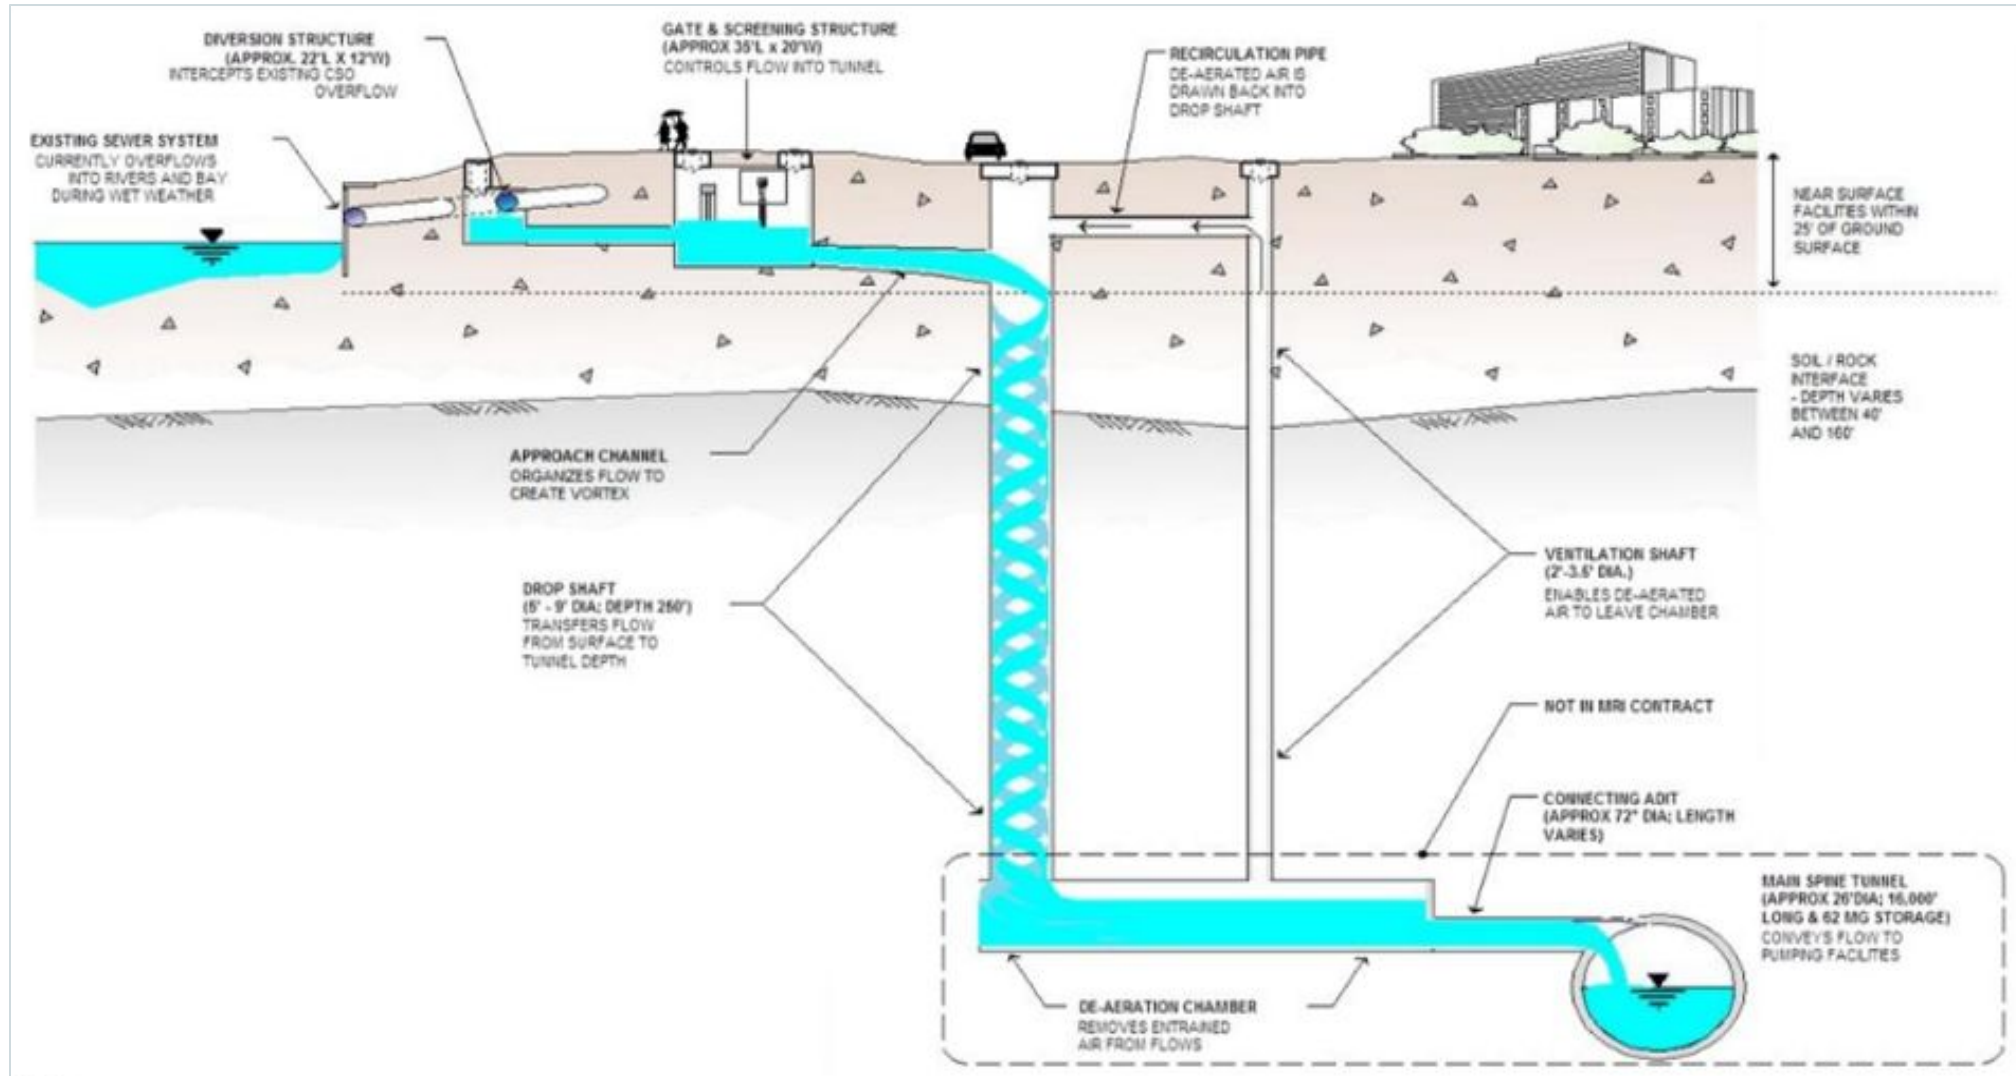 DIVERSION STRUCTURE
(APPROX. 22'L X 12'W)
INTERCEPTS EXISTING CSO
OVERFLOW
GATE & SCREENING STRUCTURE
(APPROX 35'L x 20'W)
CONTROLS FLOW INTO TUNNEL
RECIRCULATION PIPE
DE-AERATED AIR IS
DRAWN BACK INTO
DROP SHAFT
EXISTING SEWER SYSTEM
CURRENTLY OVERFLOWS
INTO RIVERS AND BAY
DURING WET WEATHER
NEAR SURFACE
FACILITIES WITHIN
25' OF GROUND
SURFACE
SOIL / ROCK
INTERFACE
- DEPTH VARIES
BETWEEN 40'
AND 160'
APPROACH CHANNEL
ORGANIZES FLOW TO
CREATE VORTEX
DROP SHAFT
(6' - 9' DIA; DEPTH 260')
TRANSFERS FLOW
FROM SURFACE TO
TUNNEL DEPTH
VENTILATION SHAFT
(2'-3.5' DIA.)
ENABLES DE-AERATED
AIR TO LEAVE CHAMBER
NOT IN MRI CONTRACT
CONNECTING ADIT
(APPROX 72" DIA; LENGTH
VARIES)
MAIN SPINE TUNNEL
(APPROX 26'DIA; 16,000'
LONG & 62 MG STORAGE)
CONVEYS FLOW TO
PUMPING FACILITIES
DE-AERATION CHAMBER
REMOVES ENTRAINED
AIR FROM FLOWS